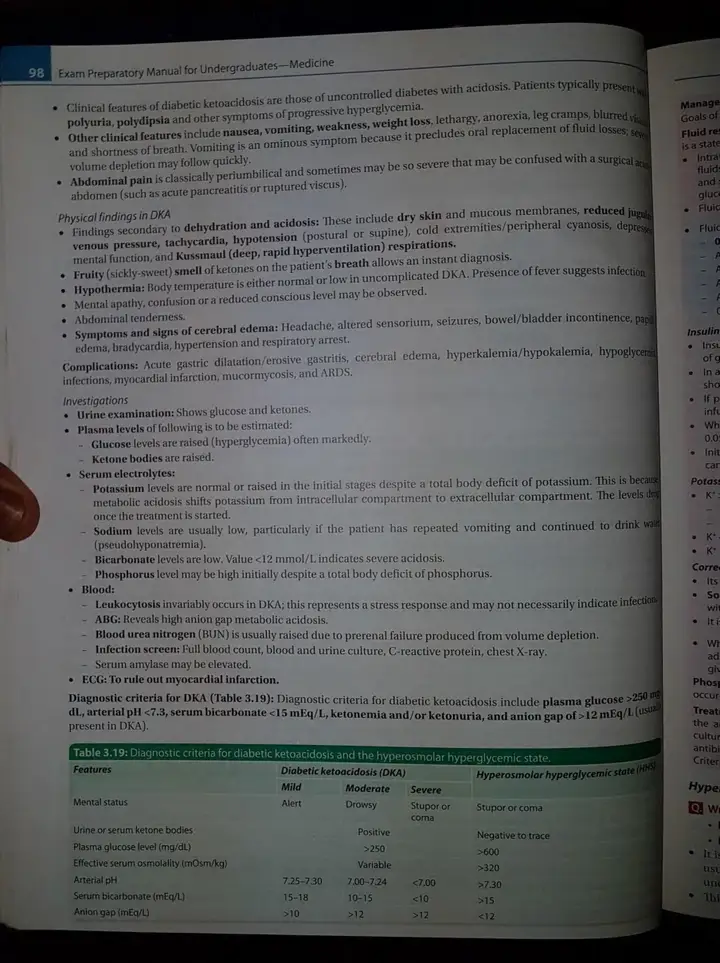 98 Exam Preparatory Manual for Undergraduates—Medicine
• Clinical features of diabetic ketoacidosis are those of uncontrolled diabetes with acidosis. Patients typically present
polyuria, polydipsia and other symptoms of progressive hyperglycemia.
• Other clinical features include nausea, vomiting, weakness, weight loss, lethargy, anorexia, leg cramps, blurred
and shortness of breath. Vomiting is an ominous symptom because it precludes oral replacement of fluid losses;
volume depletion may follow quickly.
• Abdominal pain is classically periumbilical and sometimes may be so severe that may be confused with a surgical
abdomen (such as acute pancreatitis or ruptured viscus).
Physical findings in DKA
• Findings secondary to dehydration and acidosis: These include dry skin and mucous membranes, reduced
venous pressure, tachycardia, hypotension (postural or supine), cold extremities/peripheral cyanosis,
mental function, and Kussmaul (deep, rapid hyperventilation) respirations.
• Fruity (sickly-sweet) smell of ketones on the patient's breath allows an instant diagnosis.
• Hypothermia: Body temperature is either normal or low in uncomplicated DKA. Presence of fever suggests infection.
• Mental apathy, confusion or a reduced conscious level may be observed.
• Abdominal tenderness.
• Symptoms and signs of cerebral edema: Headache, altered sensorium, seizures, bowel/bladder incontinence,
edema, bradycardia, hypertension and respiratory arrest.
Complications: Acute gastric dilatation/erosive gastritis, cerebral edema, hyperkalemia/hypokalemia,
infections, myocardial infarction, mucormycosis, and ARDS.
Investigations
• Urine examination: Shows glucose and ketones.
• Plasma levels of following is to be estimated:
– Glucose levels are raised (hyperglycemia) often markedly.
– Ketone bodies are raised.
• Serum electrolytes:
– Potassium levels are normal or raised in the initial stages despite a total body deficit of potassium. This is because
metabolic acidosis shifts potassium from intracellular compartment to extracellular compartment. The levels
once the treatment is started.
– Sodium levels are usually low, particularly if the patient has repeated vomiting and continued to drink water
(pseudohyponatremia).
– Bicarbonate levels are low. Value <12 mmol/L indicates severe acidosis.
– Phosphorus level may be high initially despite a total body deficit of phosphorus.
• Blood:
– Leukocytosis invariably occurs in DKA; this represents a stress response and may not necessarily indicate infection.
– ABG: Reveals high anion gap metabolic acidosis.
– Blood urea nitrogen (BUN) is usually raised due to prerenal failure produced from volume depletion.
– Infection screen: Full blood count, blood and urine culture, C-reactive protein, chest X-ray.
– Serum amylase may be elevated.
• ECG: To rule out myocardial infarction.
Diagnostic criteria for DKA (Table 3.19): Diagnostic criteria for diabetic ketoacidosis include plasma glucose >250 mg
dL, arterial pH <7.3, serum bicarbonate <15 mEq/L, ketonemia and/or ketonuria, and anion gap of >12 mEq/L (usually
present in DKA).
Table 3.19: Diagnostic criteria for diabetic ketoacidosis and the hyperosmolar hyperglycemic state.
Features Diabetic ketoacidosis (DKA) Hyperosmolar hyperglycemic state (HHS)
Mild Moderate Severe
Mental status Alert Drowsy Stupor or coma Stupor or coma
Urine or serum ketone bodies Positive Negative to trace
Plasma glucose level (mg/dL) >250 >600
Effective serum osmolality (mOsm/kg) Variable >320
Arterial pH 7.25–7.30 7.00–7.24 <7.00 >7.30
Serum bicarbonate (mEq/L) 15–18 10–15 <10 >15
Anion gap (mEq/L) >10 >12 >12 <12
Goals of
is a state
• Intra
• Fluid
• In a
• If p
• Wh
0.0
• Init
car
• K+
• K+
• Its
• So
• It i
occur
the a